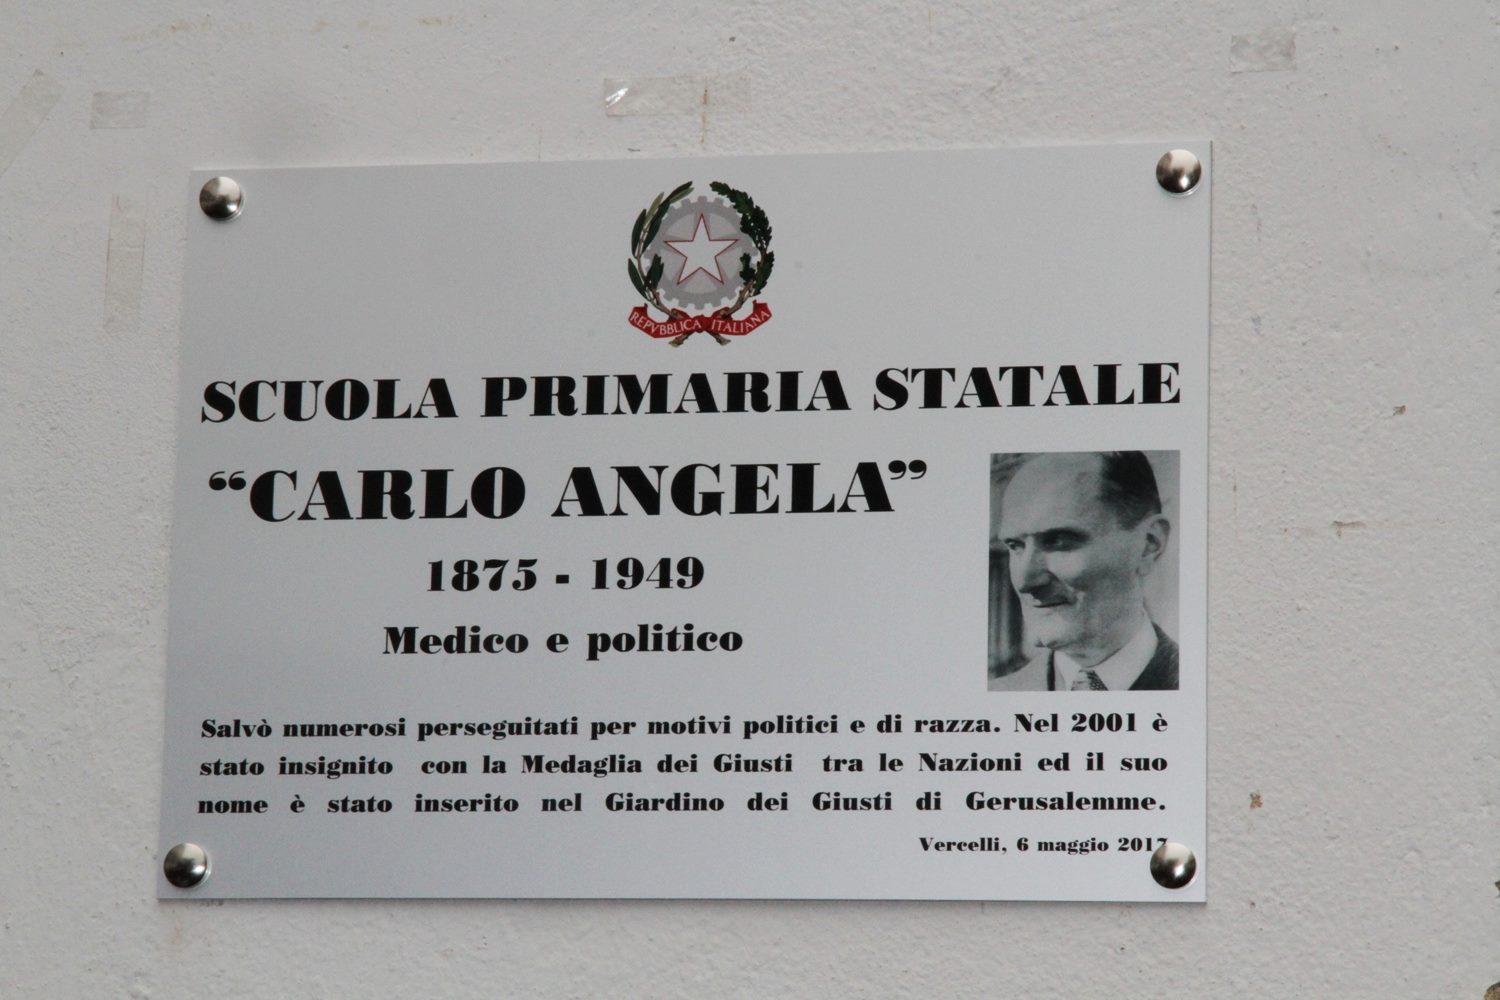 REPVBBLICA ITALIANA
SCUOLA PRIMARIA STATALE
“CARLO ANGELA”
1875 - 1949
Medico e politico
Salvò numerosi perseguitati per motivi politici e di razza. Nel 2001 è
stato insignito con la Medaglia dei Giusti tra le Nazioni ed il suo
nome è stato inserito nel Giardino dei Giusti di Gerusalemme.
Vercelli, 6 maggio 2017